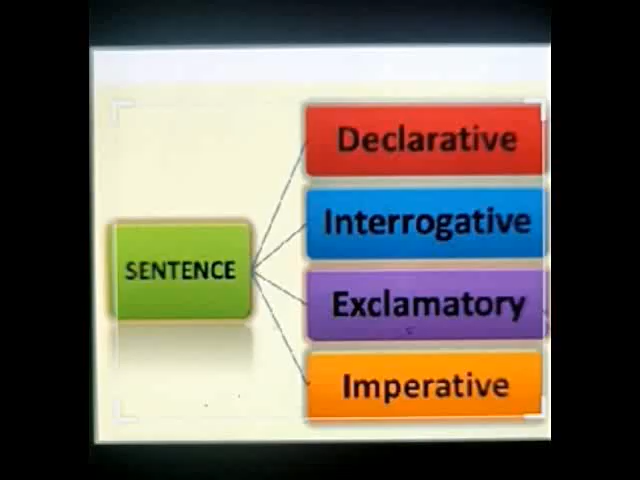 SENTENCE
Declarative
Interrogative
Exclamatory
Imperative